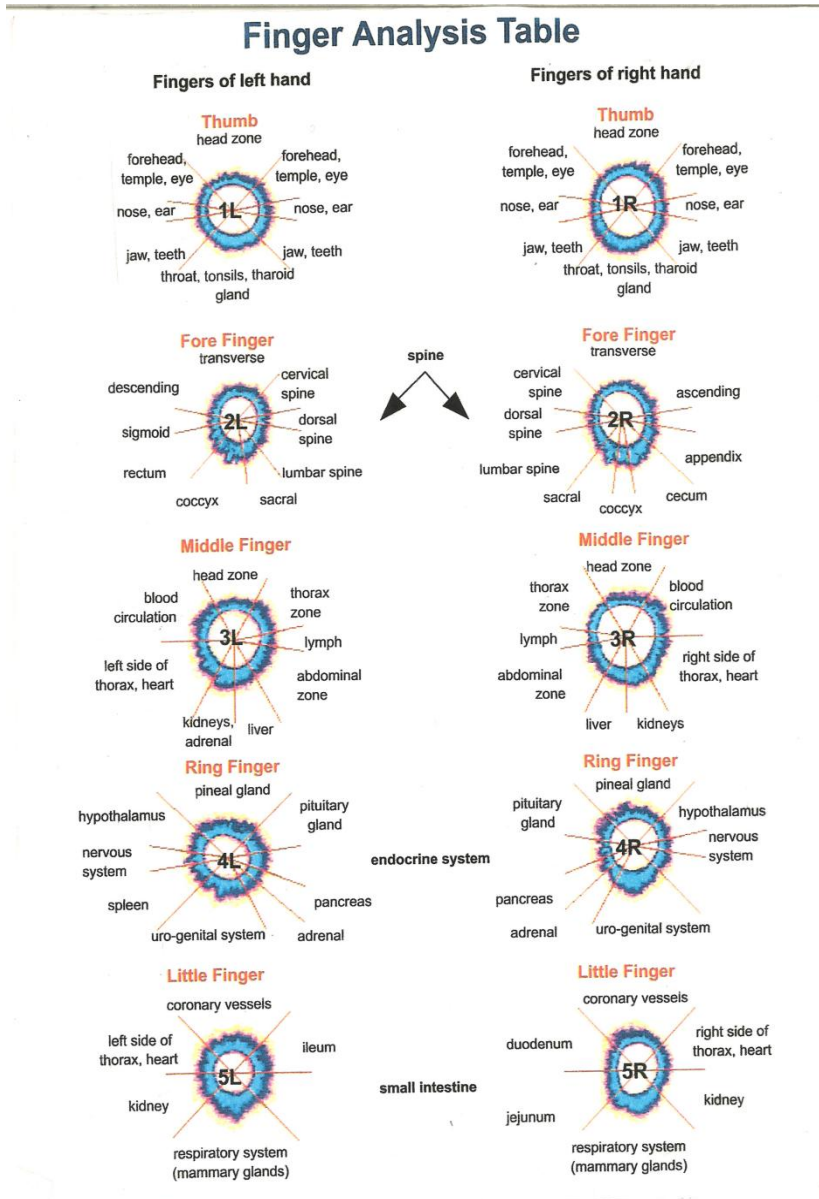 Finger Analysis Table
Fingers of left hand
Fingers of right hand
Thumb
head zone
forehead,
temple, eye
forehead,
temple, eye
nose, ear
1L
nose, ear
jaw, teeth
jaw, teeth
throat, tonsils, tharoid
gland
Thumb
head zone
forehead,
temple, eye
forehead,
temple, eye
nose, ear
1R
nose, ear
jaw, teeth
jaw, teeth
throat, tonsils, tharoid
gland
Fore Finger
transverse
descending
cervical
spine
2L
dorsal
spine
sigmoid
rectum
lumbar spine
coccyx
sacral
spine
Fore Finger
transverse
cervical
spine
ascending
dorsal
spine
2R
lumbar spine
appendix
sacral
coccyx
cecum
Middle Finger
head zone
blood
circulation
thorax
zone
3L
lymph
left side of
thorax, heart
abdominal
zone
kidneys,
adrenal
liver
Middle Finger
head zone
thorax
zone
blood
circulation
lymph
3R
abdominal
zone
right side of
thorax, heart
liver
kidneys
Ring Finger
pineal gland
hypothalamus
pituitary
gland
nervous
system
4L
spleen
pancreas
uro-genital system
adrenal
endocrine system
Ring Finger
pineal gland
pituitary
gland
hypothalamus
4R
nervous
system
pancreas
adrenal
uro-genital system
Little Finger
coronary vessels
left side of
thorax, heart
ileum
5L
kidney
respiratory system
(mammary glands)
small intestine
Little Finger
coronary vessels
duodenum
right side of
thorax, heart
5R
jejunum
kidney
respiratory system
(mammary glands)